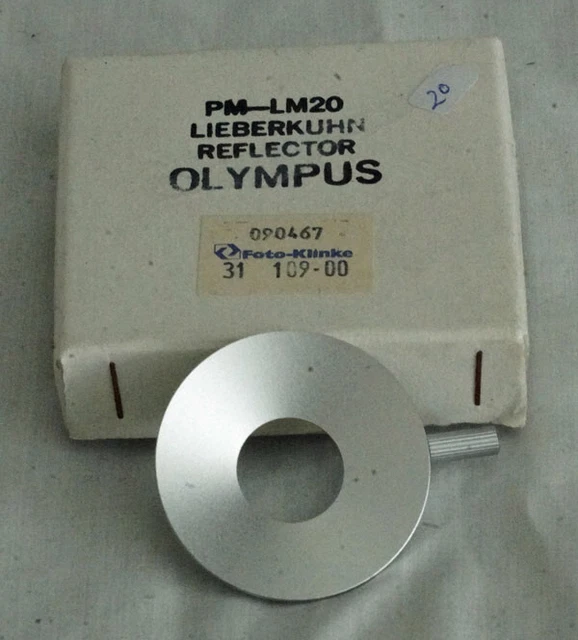 PM-LM20
LIEBERKUHN
REFLECTOR
OLYMPUS
20
090467
Foto-Klinke
31 109-00